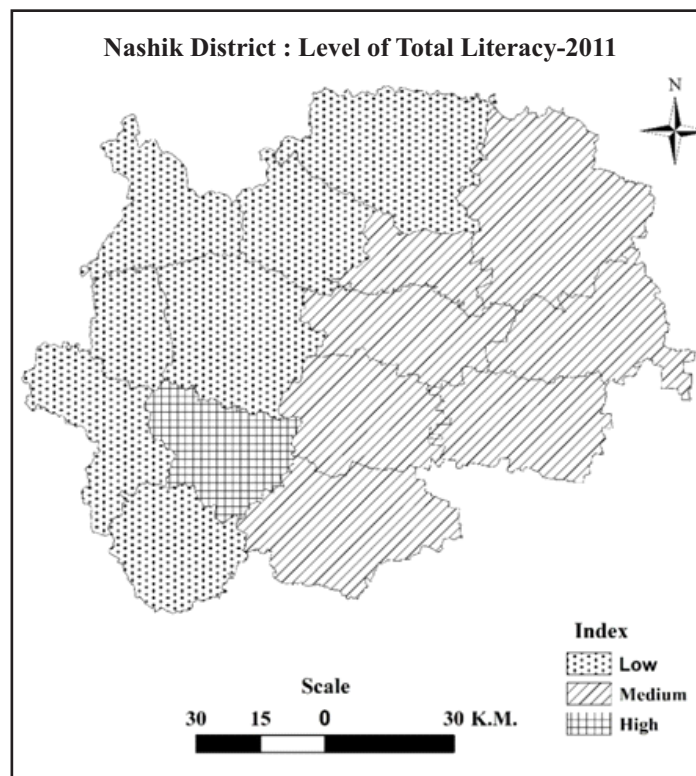 Nashik District : Level of Total Literacy-2011
N
Index
Low
Medium
High
Scale
30 15 0 30 K.M.